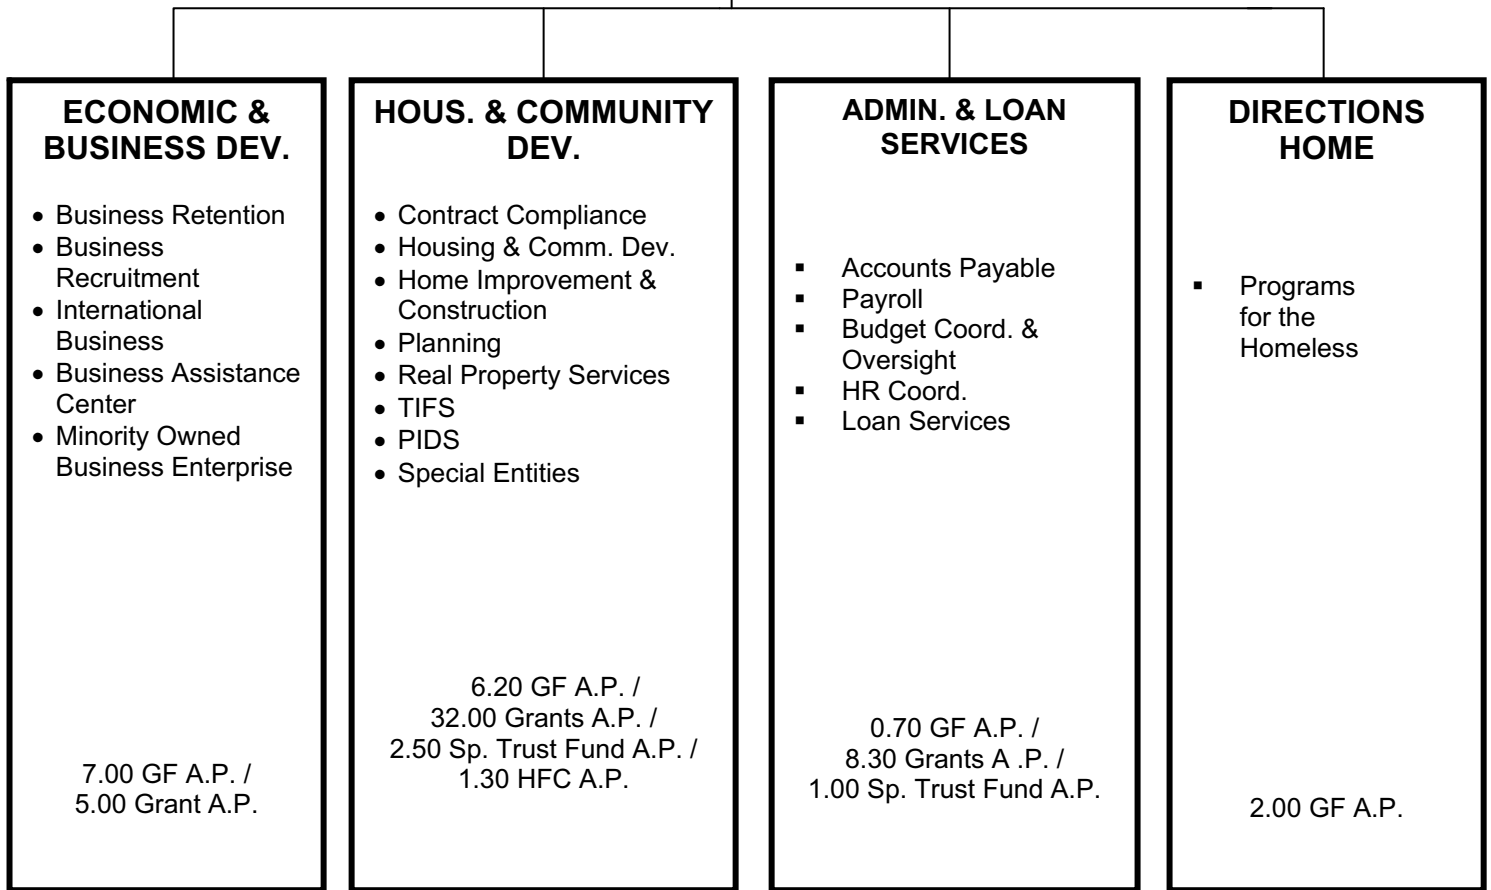 ECONOMIC &
BUSINESS DEV.
• Business Retention
• Business
Recruitment
• International
Business
• Business Assistance
Center
• Minority Owned
Business Enterprise
7.00 GF A.P. /
5.00 Grant A.P.
HOUS. & COMMUNITY
DEV.
• Contract Compliance
• Housing & Comm. Dev.
• Home Improvement &
Construction
• Planning
• Real Property Services
• TIFS
• PIDS
• Special Entities
6.20 GF A.P. /
32.00 Grants A.P. /
2.50 Sp. Trust Fund A.P. /
1.30 HFC A.P.
ADMIN. & LOAN
SERVICES
▪ Accounts Payable
▪ Payroll
▪ Budget Coord. &
Oversight
▪ HR Coord.
▪ Loan Services
0.70 GF A.P. /
8.30 Grants A .P. /
1.00 Sp. Trust Fund A.P.
DIRECTIONS
HOME
▪ Programs
for the
Homeless
2.00 GF A.P.